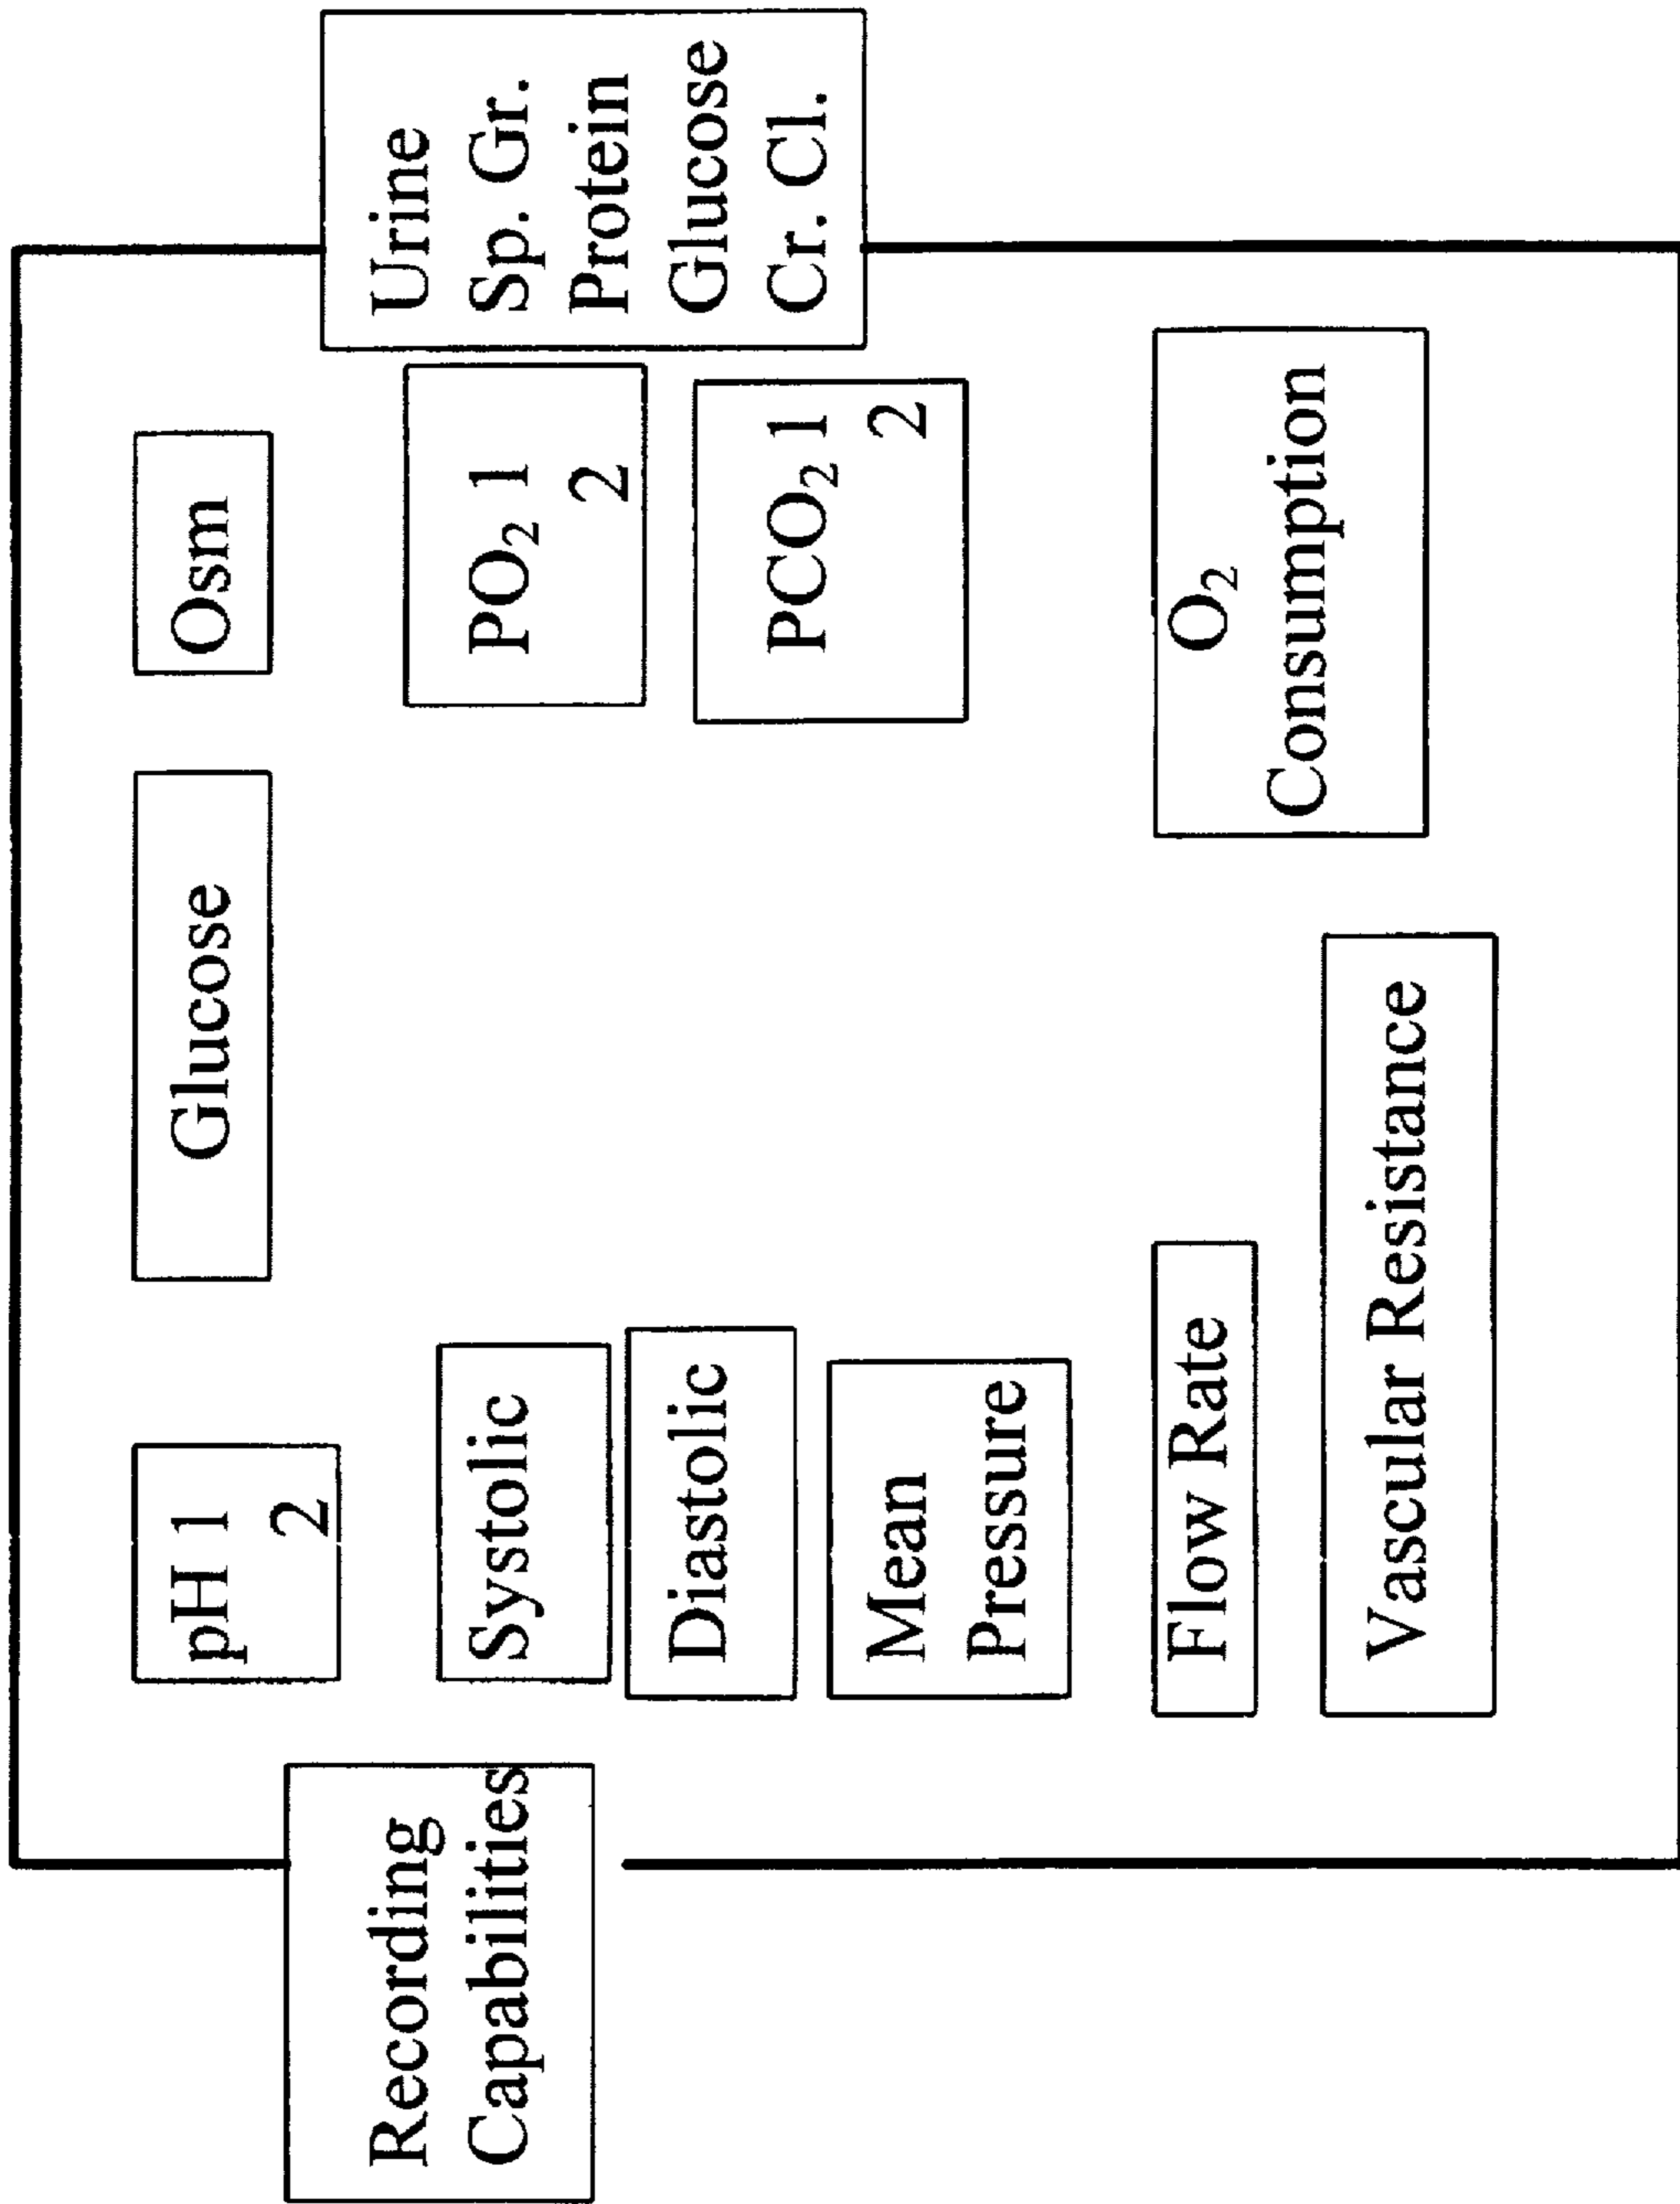 pH 1
2
Glucose
Osm
Recording
Capabilities
Systolic
Diastolic
Mean
Pressure
Flow Rate
Vascular Resistance
PO₂ 1
2
PCO₂ 1
2
O₂
Consumption
Urine
Sp. Gr.
Protein
Glucose
Cr. Cl.